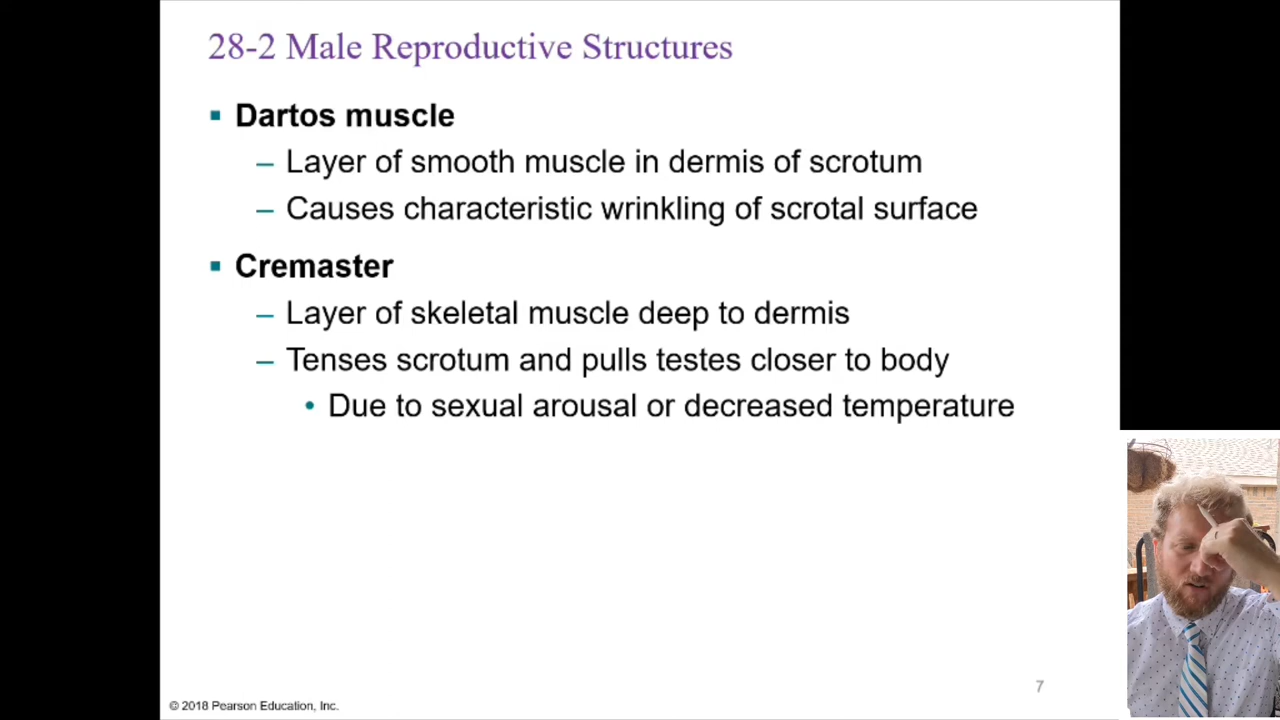 28-2 Male Reproductive Structures
▪ Dartos muscle
– Layer of smooth muscle in dermis of scrotum
– Causes characteristic wrinkling of scrotal surface
▪ Cremaster
– Layer of skeletal muscle deep to dermis
– Tenses scrotum and pulls testes closer to body
• Due to sexual arousal or decreased temperature
7
© 2018 Pearson Education, Inc.